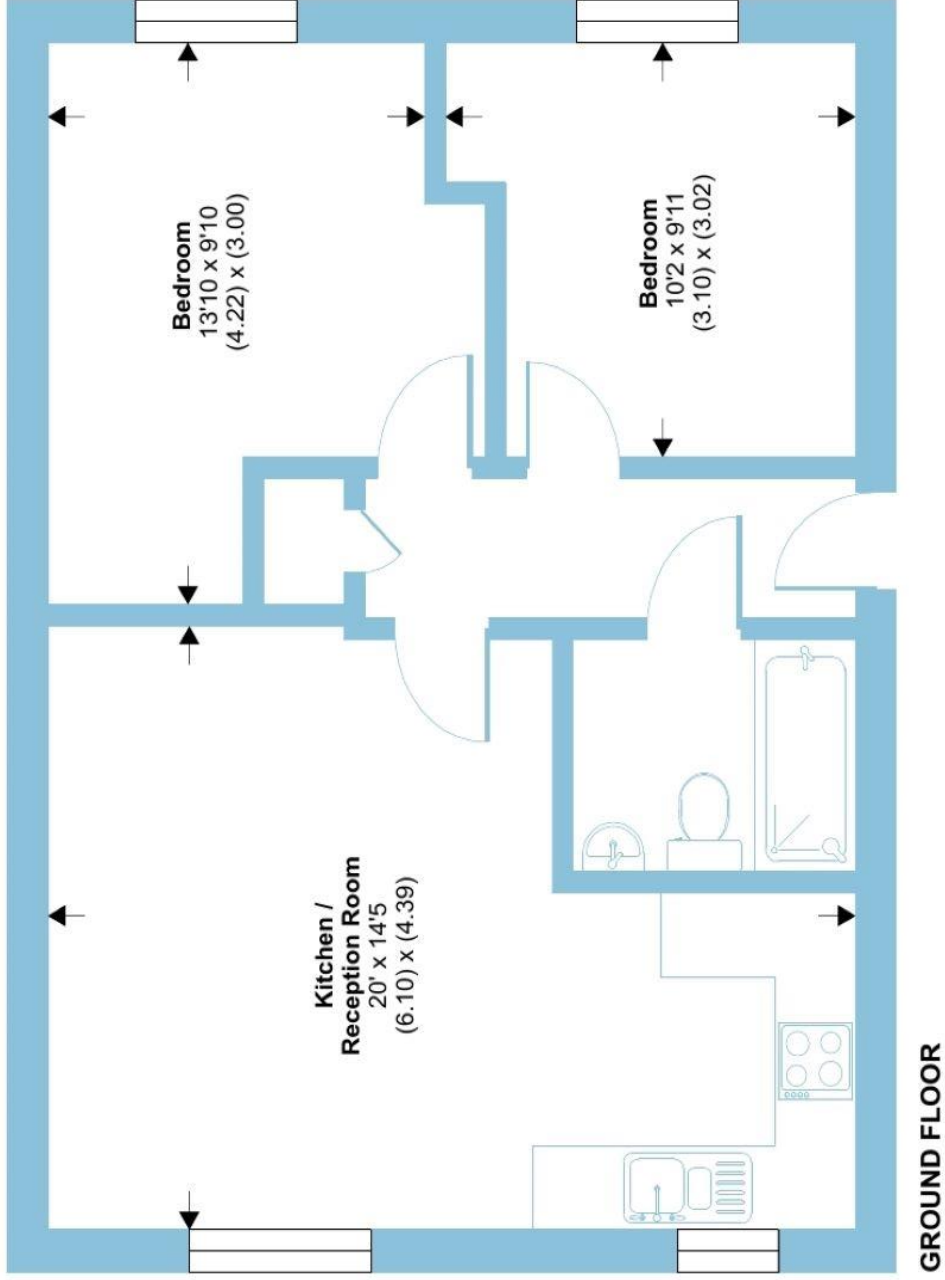 Kitchen /
Reception Room
20' x 14'5
(6.10) x (4.39)
Bedroom
13'10 x 9'10
(4.22) x (3.00)
Bedroom
10'2 x 9'11
(3.10) x (3.02)
GROUND FLOOR